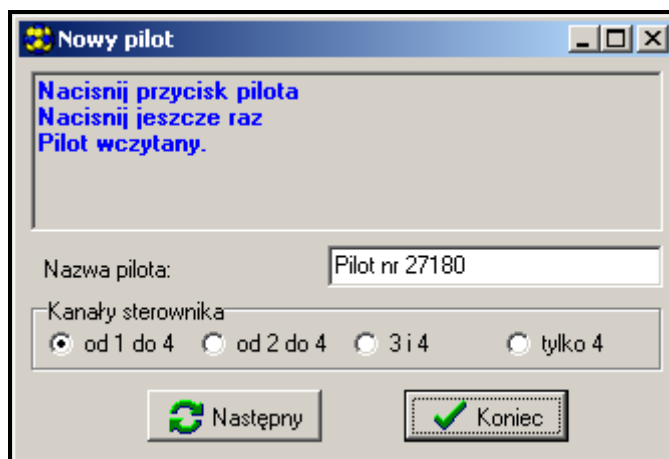 Nowy pilot
Nacisnij przycisk pilota
Nacisnij jeszcze raz
Pilot wczytany.
Nazwa pilota: Pilot nr 27180
Kanały sterownika
od 1 do 4 od 2 do 4 3 i 4 tylko 4
Następny Koniec